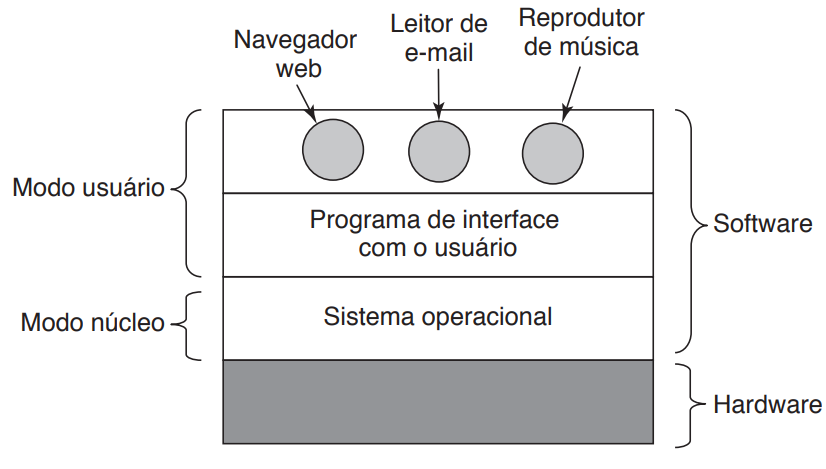 Navegador
web
Leitor de
e-mail
Reprodutor
de música
Modo usuário
Programa de interface
com o usuário
Software
Modo núcleo
Sistema operacional
Hardware